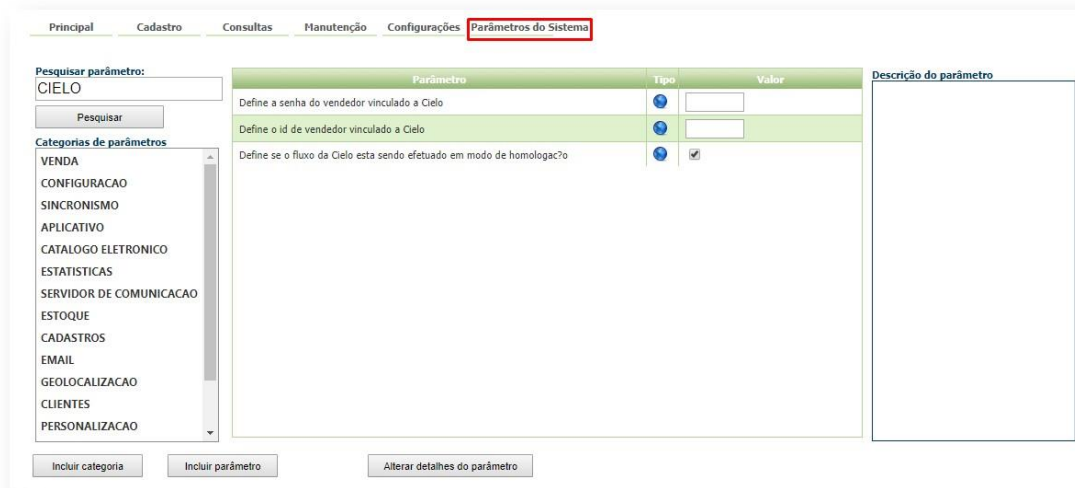 Principal Cadastro Consultas Manutenção Configurações Parâmetros do Sistema
Pesquisar parâmetro:
CIELO
Pesquisar
Categorias de parâmetros
VENDA
CONFIGURACAO
SINCRONISMO
APLICATIVO
CATALOGO ELETRONICO
ESTATISTICAS
SERVIDOR DE COMUNICACAO
ESTOQUE
CADASTROS
EMAIL
GEOLOCALIZACAO
CLIENTES
PERSONALIZACAO
Parâmetro Tipo Valor
Define a senha do vendedor vinculado a Cielo
Define o id de vendedor vinculado a Cielo
Define se o fluxo da Cielo esta sendo efetuado em modo de homologac?o
Descrição do parâmetro
Incluir categoria Incluir parâmetro Alterar detalhes do parâmetro